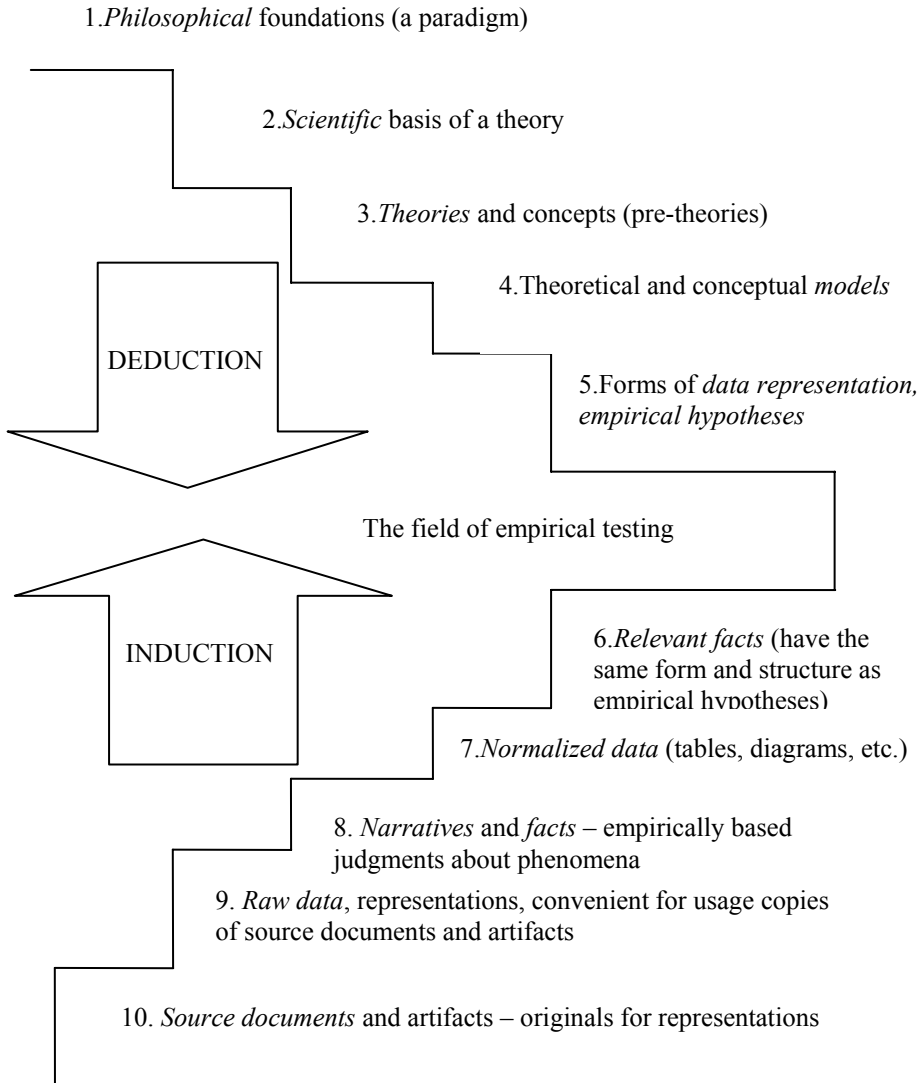 1.Philosophical foundations (a paradigm)
2.Scientific basis of a theory
3.Theories and concepts (pre-theories)
4.Theoretical and conceptual models
DEDUCTION
5.Forms of data representation,
empirical hypotheses
The field of empirical testing
INDUCTION
6.Relevant facts (have the
same form and structure as
empirical hypotheses)
7.Normalized data (tables, diagrams, etc.)
8. Narratives and facts – empirically based
judgments about phenomena
9. Raw data, representations, convenient for usage copies
of source documents and artifacts
10. Source documents and artifacts – originals for representations